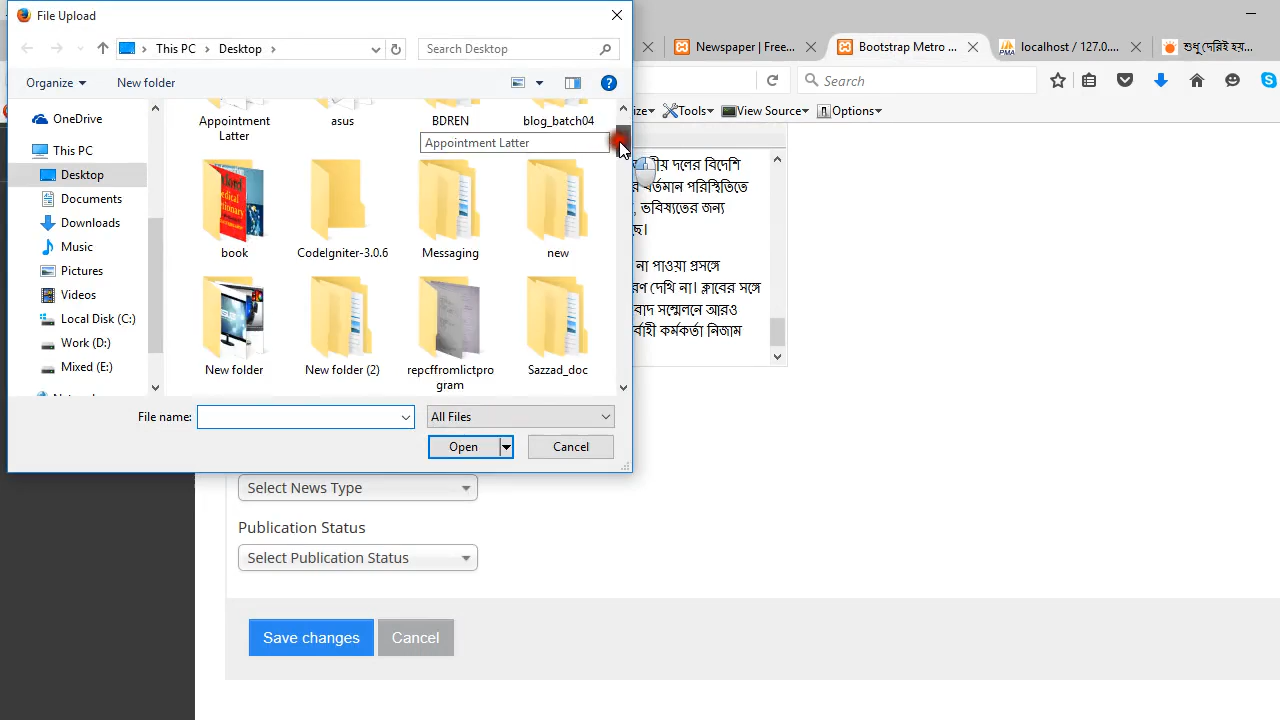 File Upload
This PC
Desktop
Search Desktop
Newspaper | Free...
Bootstrap Metro ...
localhost / 127.0....
শুধু দেরিই হয়...
Organize
New folder
Search
Tools
View Source
Options
OneDrive
This PC
Desktop
Documents
Downloads
Music
Pictures
Videos
Local Disk (C:)
Work (D:)
Mixed (E:)
Appointment Latter
asus
BDREN
blog_batch04
Appointment Latter
book
CodeIgniter-3.0.6
Messaging
new
New folder
New folder (2)
repcffromlictprogram
Sazzad_doc
দলের বিদেশি
বর্তমান পরিস্থিতিতে
ভবিষ্যতের জন্য
না পাওয়া প্রসঙ্গে
দেখি না। ক্লাবের সঙ্গে
সম্মেলনে আরও
কর্মকর্তা নিজাম
File name:
All Files
Open
Cancel
Select News Type
Publication Status
Select Publication Status
Save changes
Cancel